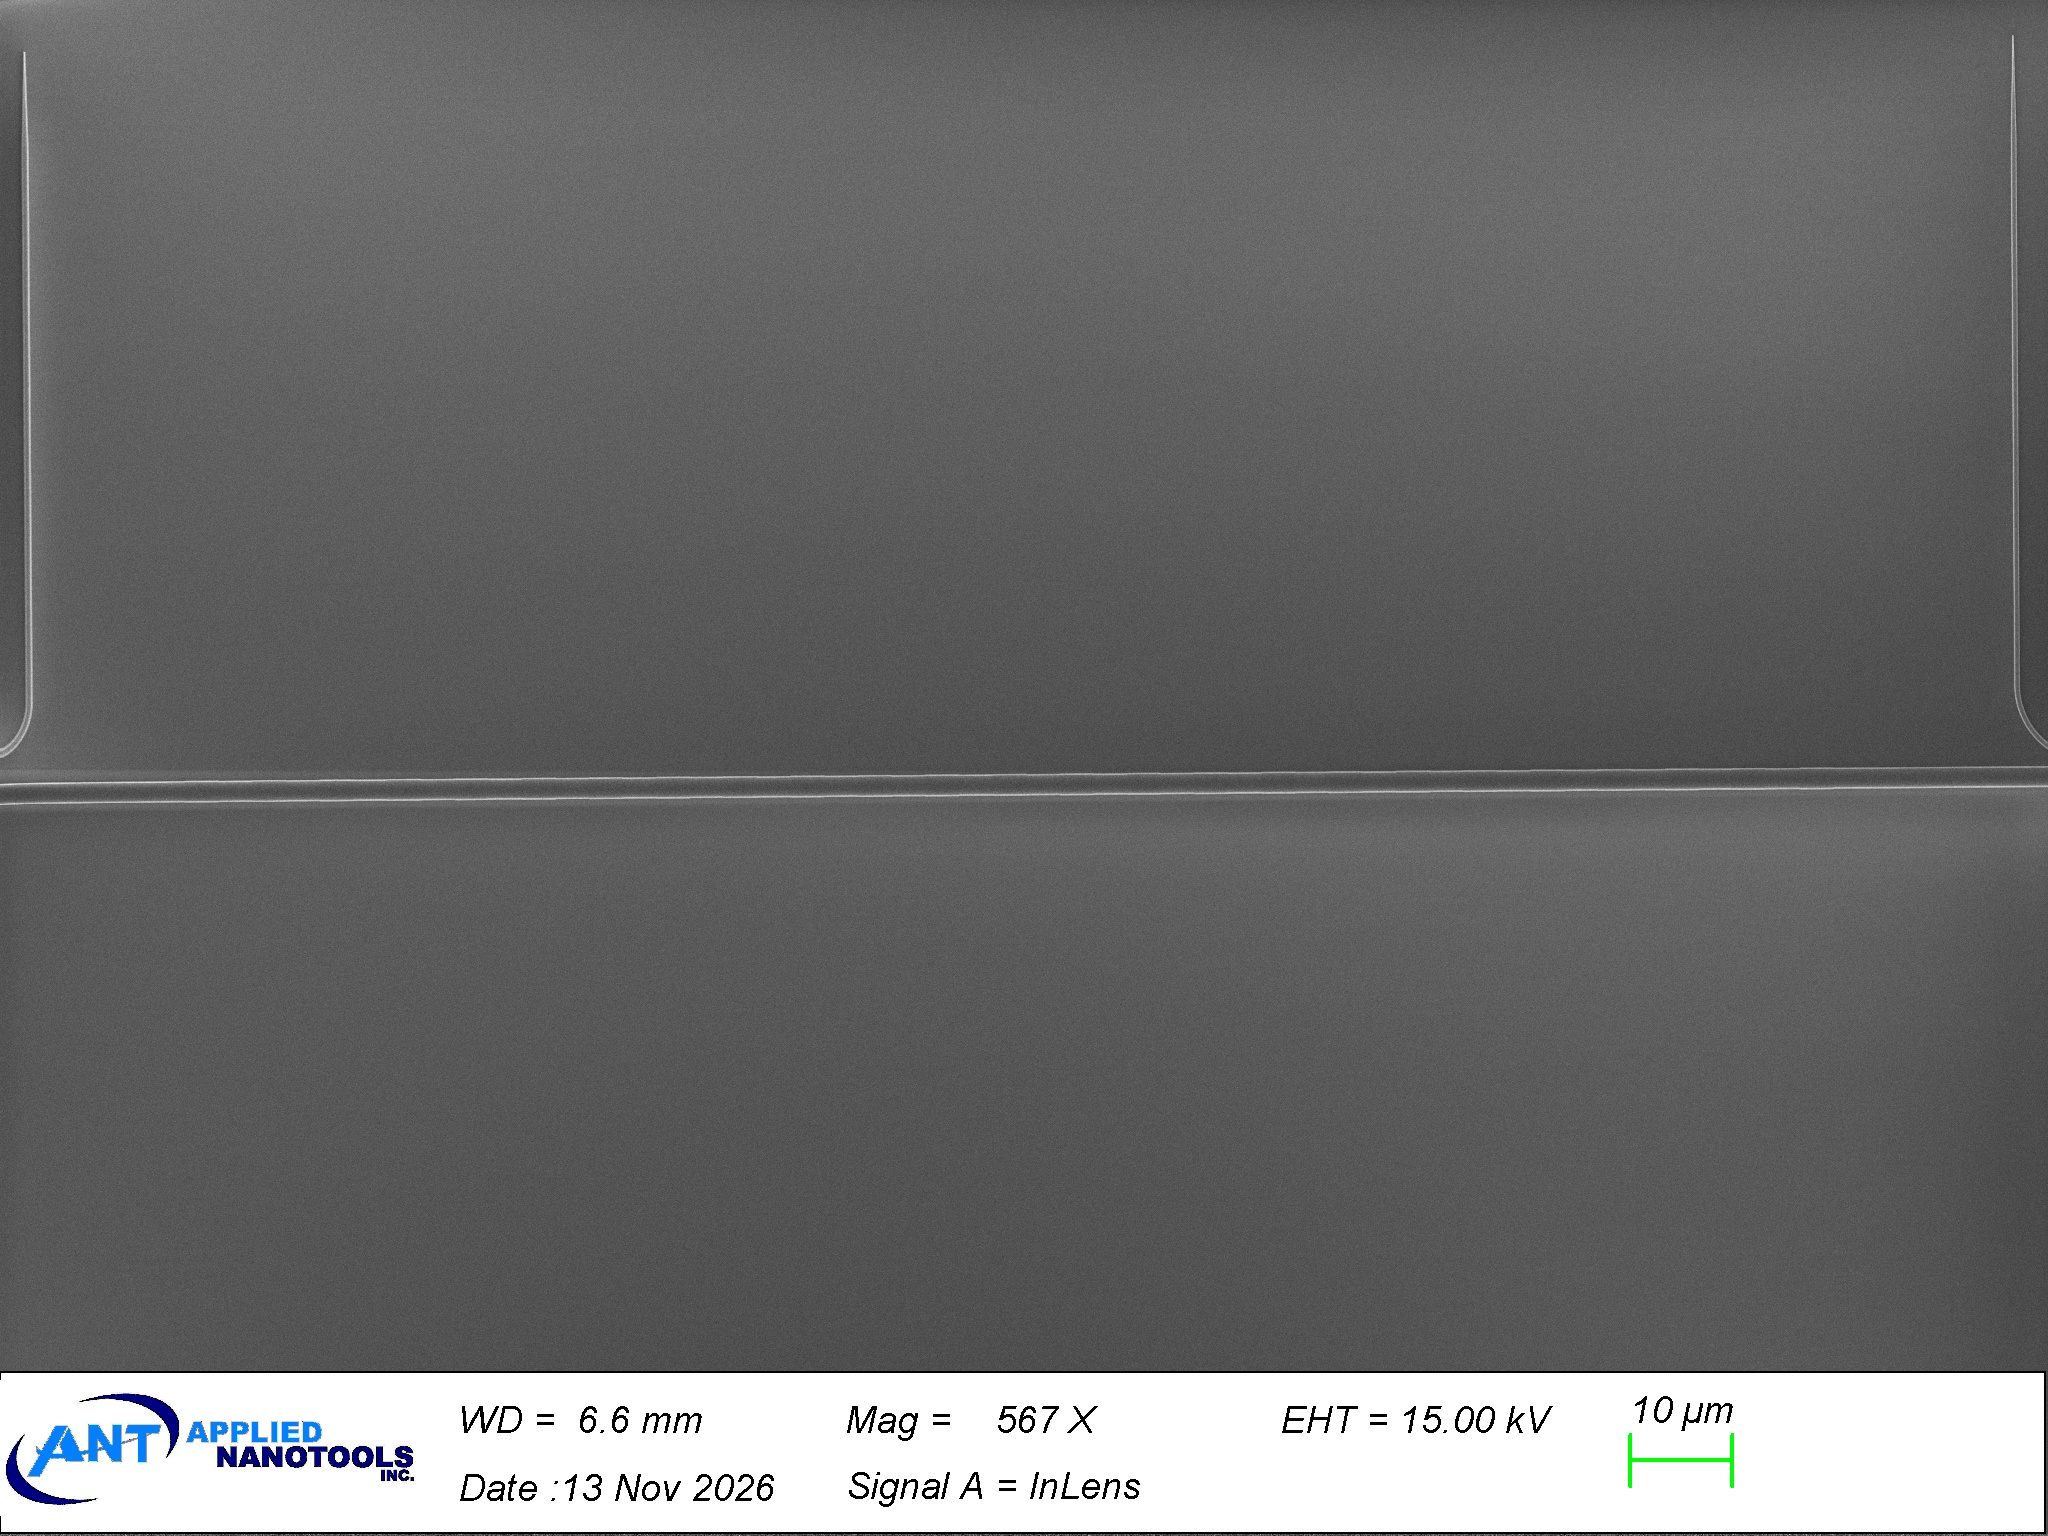 ANT APPLIED
NANOTOOLS
INC.
WD = 6.6 mm
Mag = 567 X
EHT = 15.00 kV
10 µm
Date :13 Nov 2026
Signal A = InLens